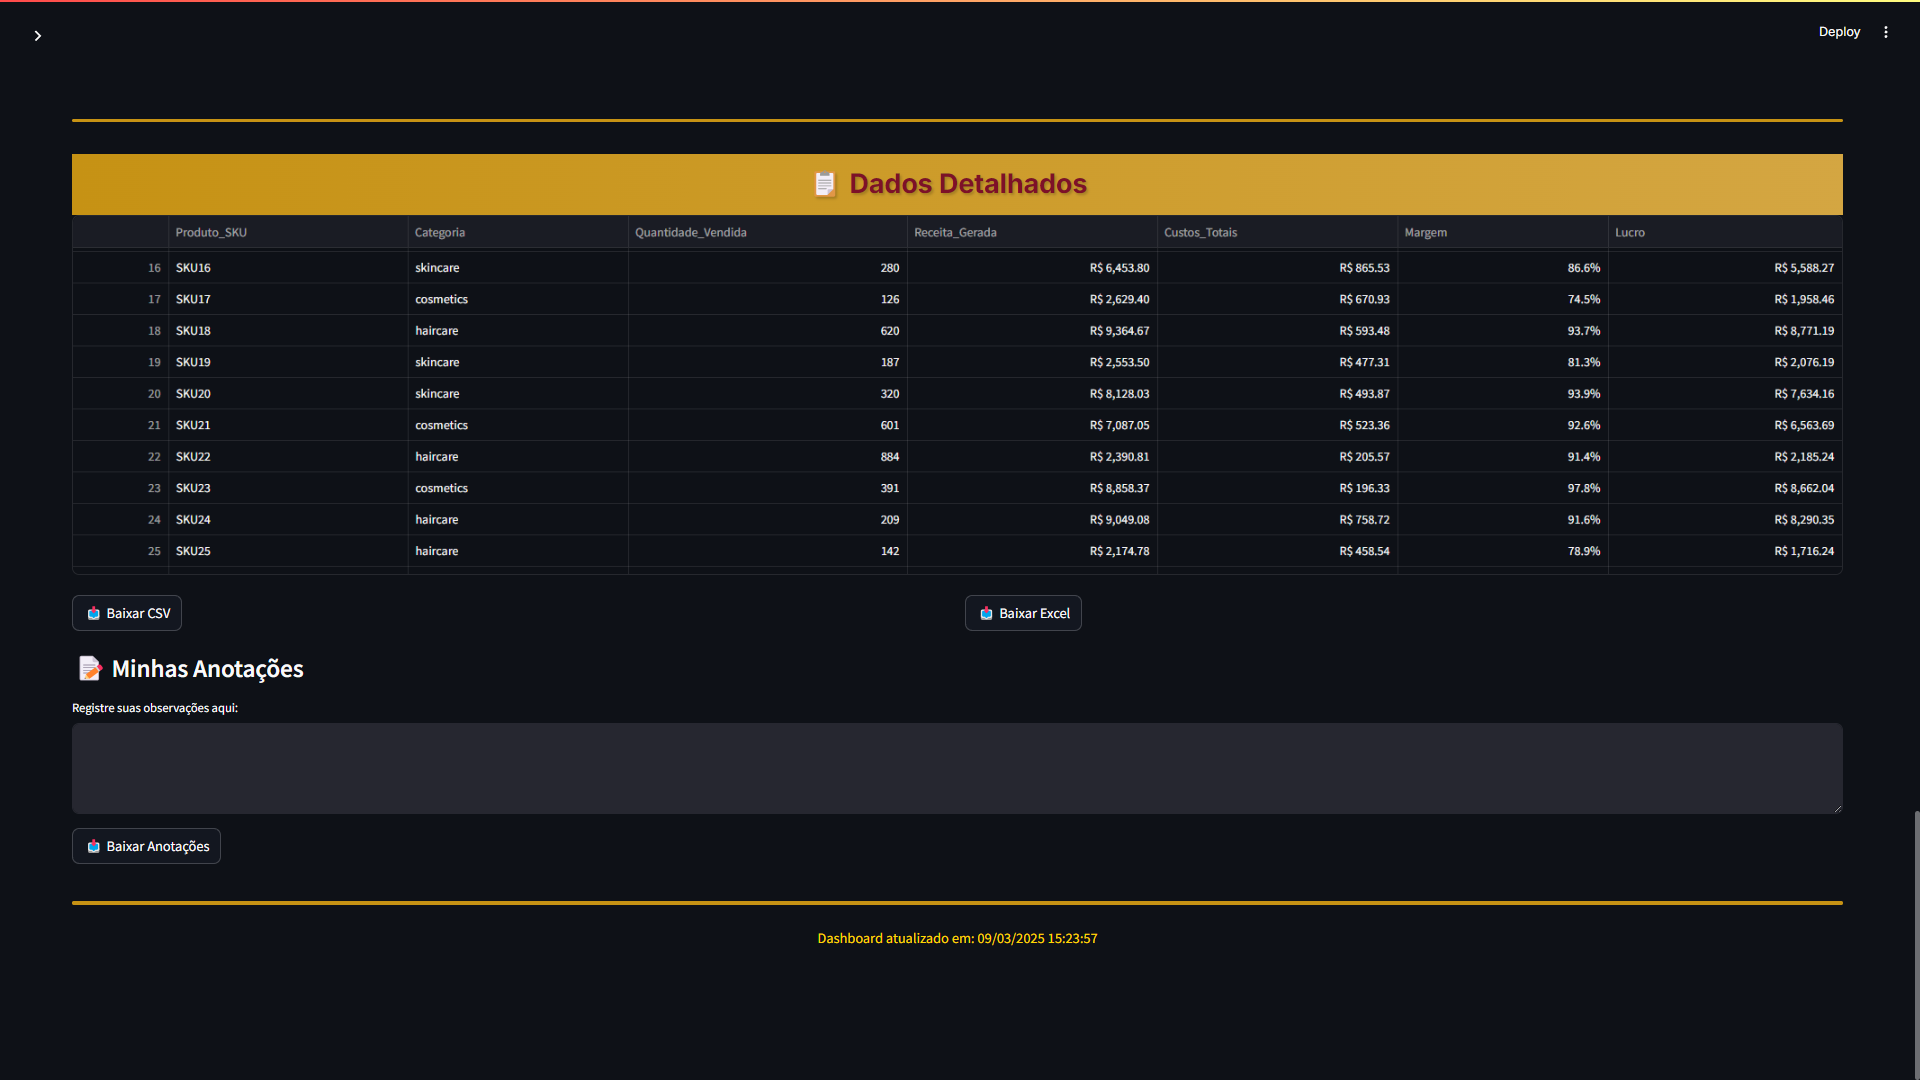 Deploy
Dados Detalhados
Produto_SKU Categoria Quantidade_Vendida Receita_Gerada Custos_Totais Margem Lucro
16 SKU16 skincare 280 R$ 6,453.80 R$ 865.53 86.6% R$ 5,588.27
17 SKU17 cosmetics 126 R$ 2,629.40 R$ 670.93 74.5% R$ 1,958.46
18 SKU18 haircare 620 R$ 9,364.67 R$ 593.48 93.7% R$ 8,771.19
19 SKU19 skincare 187 R$ 2,553.50 R$ 477.31 81.3% R$ 2,076.19
20 SKU20 skincare 320 R$ 8,128.03 R$ 493.87 93.9% R$ 7,634.16
21 SKU21 cosmetics 601 R$ 7,087.05 R$ 523.36 92.6% R$ 6,563.69
22 SKU22 haircare 884 R$ 2,390.81 R$ 205.57 91.4% R$ 2,185.24
23 SKU23 cosmetics 391 R$ 8,858.37 R$ 196.33 97.8% R$ 8,662.04
24 SKU24 haircare 209 R$ 9,049.08 R$ 758.72 91.6% R$ 8,290.35
25 SKU25 haircare 142 R$ 2,174.78 R$ 458.54 78.9% R$ 1,716.24
Baixar CSV Baixar Excel
Minhas Anotações
Registre suas observações aqui:
Baixar Anotações
Dashboard atualizado em: 09/03/2025 15:23:57